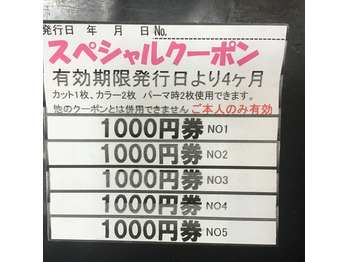 発行日 年 月 日No.
スペシャルクーポン
有効期限発行日より4ヶ月
カット1枚、カラー2枚 パーマ時2枚使用できます。
他のクーポンとは併用できません ご本人のみ有効
1000円券 NO1
1000円券 NO2
1000円券 NO3
1000円券 NO4
1000円券 NO5